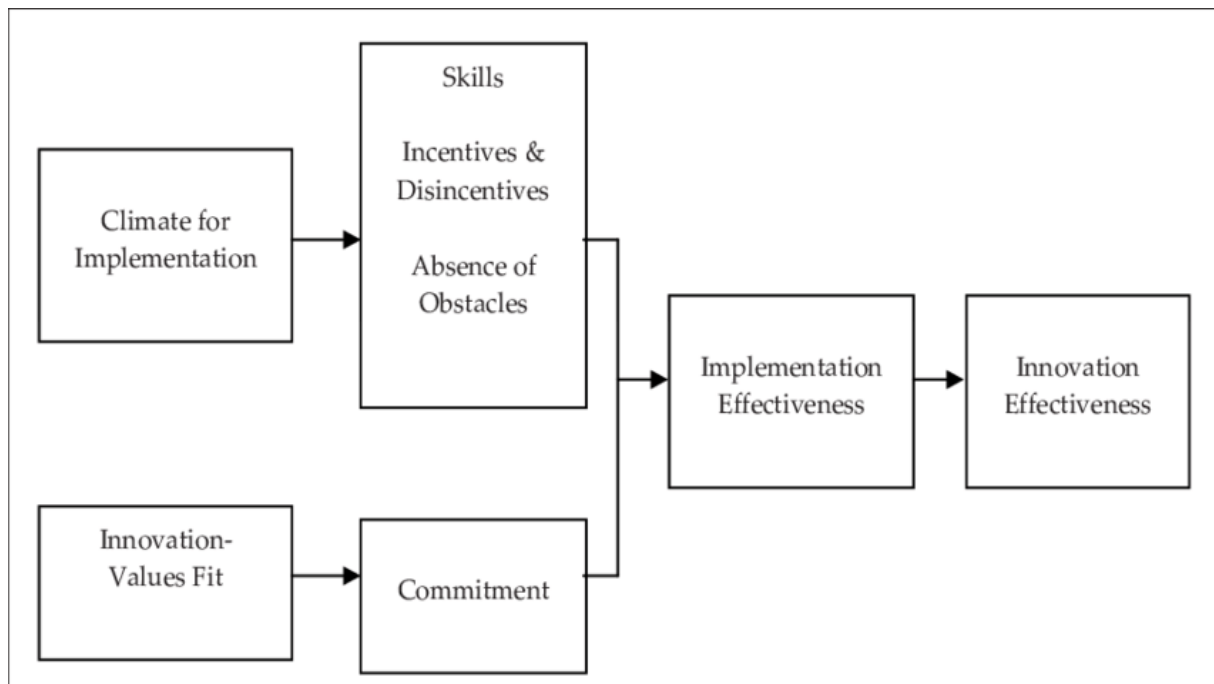 Climate for
Implementation
Skills
Incentives &
Disincentives
Absence of
Obstacles
Innovation-
Values Fit
Commitment
Implementation
Effectiveness
Innovation
Effectiveness